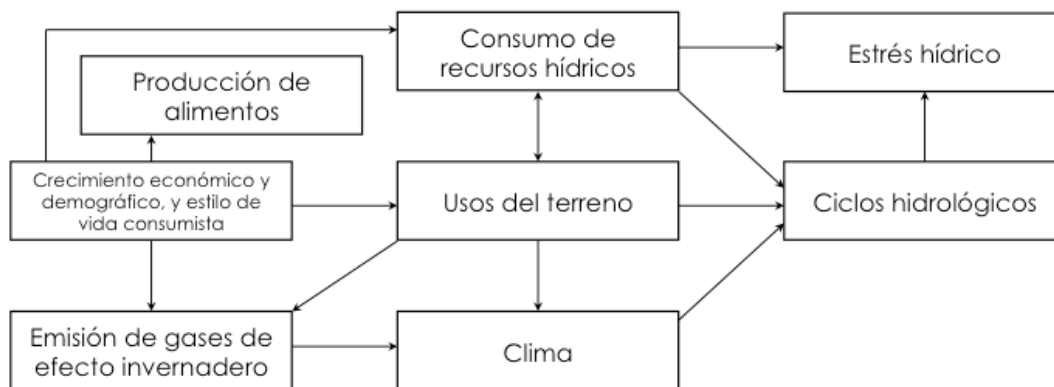 Consumo de
recursos hídricos
Estrés hídrico
Producción de
alimentos
Crecimiento económico y
demográfico, y estilo de
vida consumista
Usos del terreno
Ciclos hidrológicos
Emisión de gases de
efecto invernadero
Clima